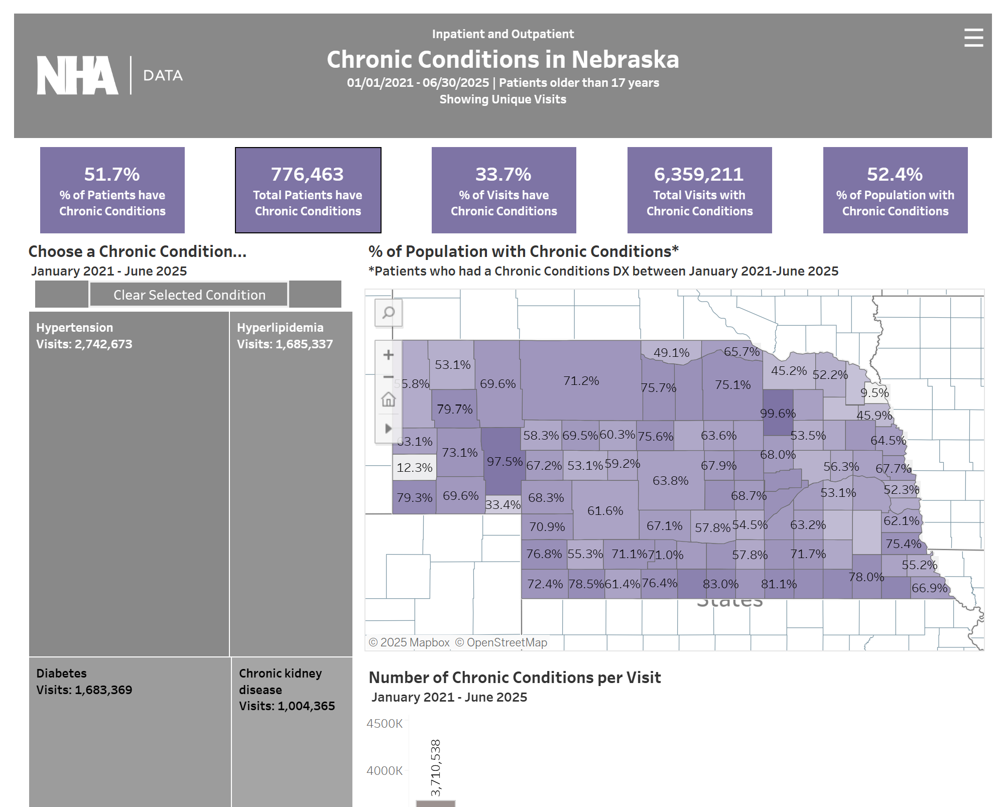 Inpatient and Outpatient
Chronic Conditions in Nebraska
01/01/2021 - 06/30/2025 | Patients older than 17 years
Showing Unique Visits
NHA | DATA
51.7%
% of Patients have
Chronic Conditions
776,463
Total Patients have
Chronic Conditions
33.7%
% of Visits have
Chronic Conditions
6,359,211
Total Visits with
Chronic Conditions
52.4%
% of Population with
Chronic Conditions
Choose a Chronic Condition...
January 2021 - June 2025
Clear Selected Condition
Hypertension
Visits: 2,742,673
Hyperlipidemia
Visits: 1,685,337
Diabetes
Visits: 1,683,369
Chronic kidney
disease
Visits: 1,004,365
% of Population with Chronic Conditions*
*Patients who had a Chronic Conditions DX between January 2021-June 2025
49.1% 65.7%
53.1% 45.2% 52.2%
55.8% 69.6% 71.2% 75.7% 75.1% 9.5%
79.7% 99.6% 45.9%
63.1% 58.3% 69.5% 60.3% 75.6% 63.6% 53.5% 64.5%
73.1% 97.5% 68.0%
12.3% 67.2% 53.1% 59.2% 67.9% 56.3% 67.7%
63.8%
79.3% 69.6% 33.4% 68.3% 68.7% 53.1% 52.3%
61.6%
70.9% 67.1% 57.8% 54.5% 63.2% 62.1%
75.4%
76.8% 55.3% 71.1% 71.0% 57.8% 71.7% 55.2%
72.4% 78.5% 61.4% 76.4% 83.0% 81.1% 78.0% 66.9%
States
© 2025 Mapbox © OpenStreetMap
Number of Chronic Conditions per Visit
January 2021 - June 2025
4500K
4000K
3,710,538